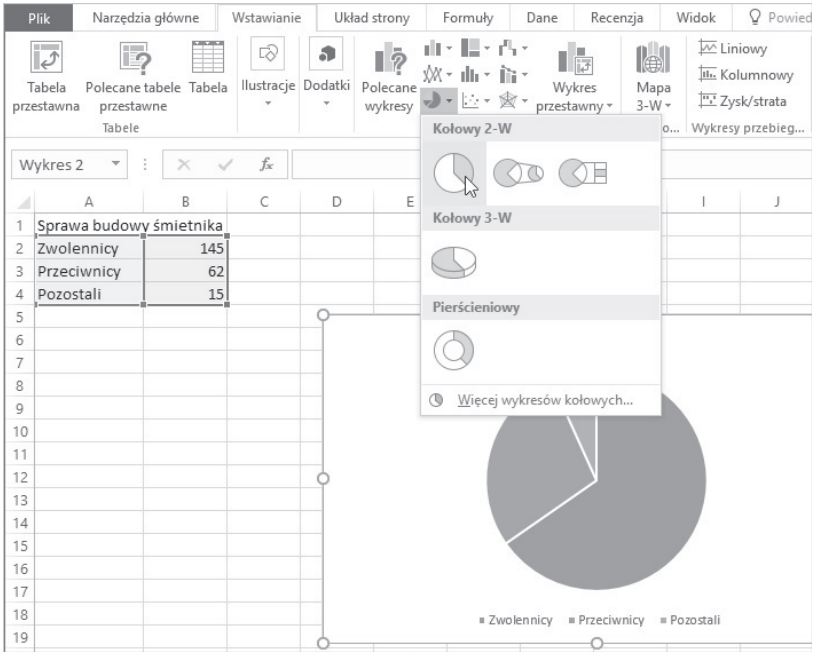 Plik Narzędzia główne Wstawianie Układ strony Formuły Dane Recenzja Widok Powied
Tabela przestawna
Polecane tabele przestawne
Tabela
Ilustracje
Dodatki
Polecane wykresy
Wykres przestawny
Mapa 3-W
Liniowy
Kolumnowy
Zysk/strata
Tabele
o...
Wykresy przebieg...
Kołowy 2-W
Kołowy 3-W
Pierścieniowy
Więcej wykresów kołowych...
Wykres 2
fx
A B C D E I J
1 Sprawa budowy śmietnika
2 Zwolennicy 145
3 Przeciwnicy 62
4 Pozostali 15
5
6
7
8
9
10
11
12
13
14
15
16
17
18
19
Zwolennicy Przeciwnicy Pozostali